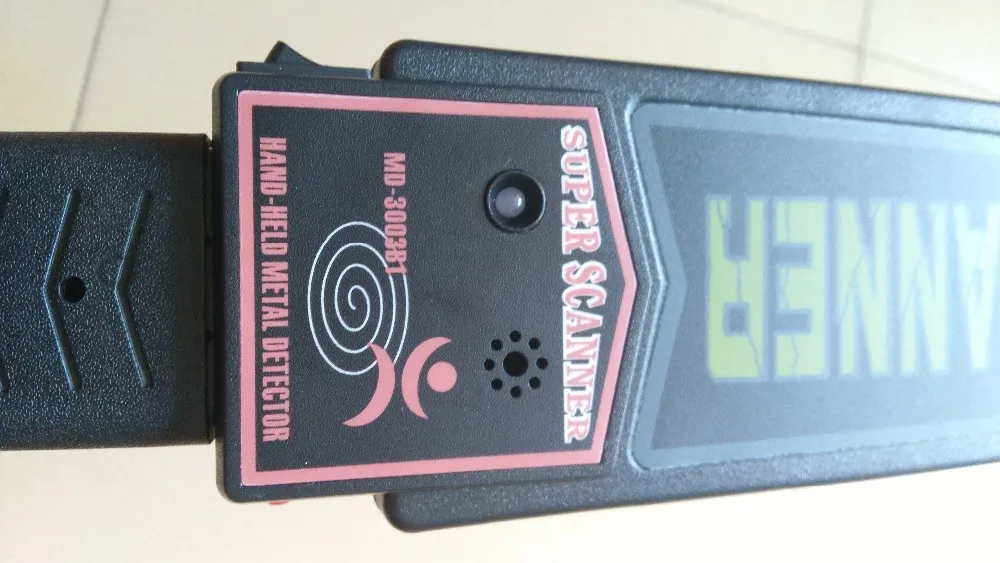 SUPER SCANNER
MD-3003B1
HAND-HELD METAL DETECTOR
ANNER